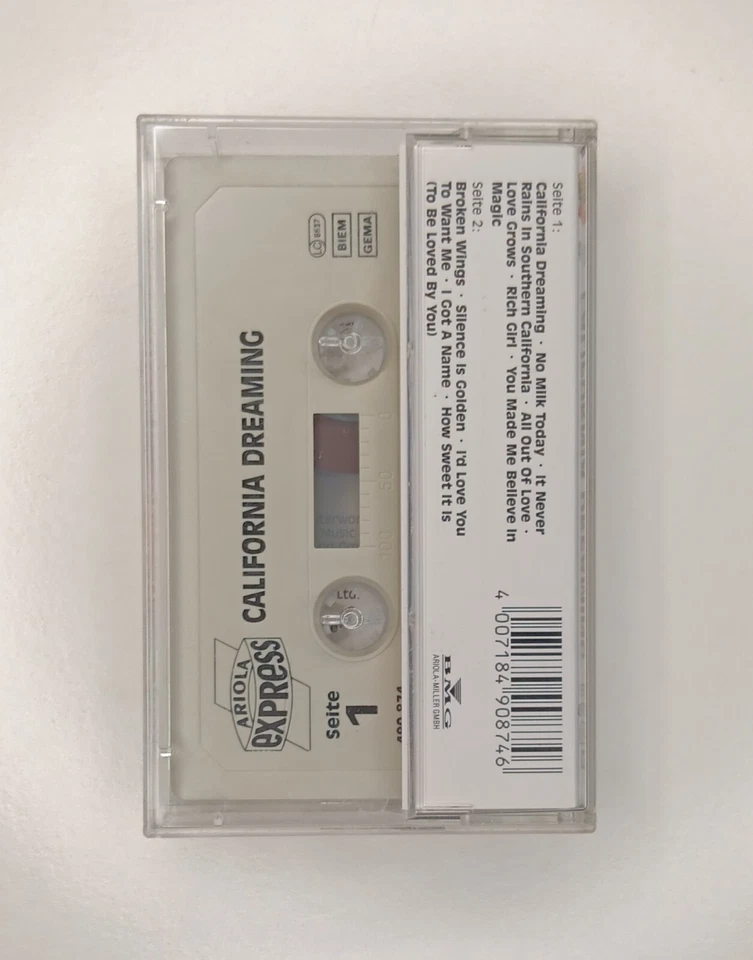 Seite 1:
California Dreaming · No Milk Today · It Never
Rains In Southern California · All Out Of Love ·
Love Grows · Rich Girl · You Made Me Believe In
Magic
Seite 2:
Broken Wings · Silence Is Golden · I'd Love You
To Want Me · I Got A Name · How Sweet It Is
(To Be Loved By You)
4 007184 908746
BMG
ARIOLA-MILLER GMBH
GEMA
BIEM
LC 8637
0 50 100
CALIFORNIA DREAMING
ARIOLA
EXPRESS
Seite
1